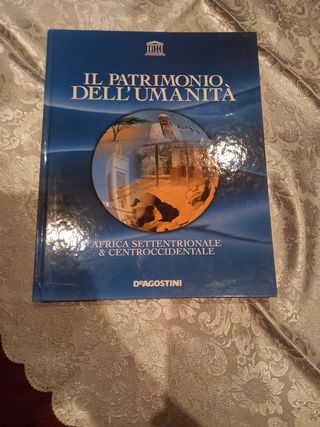 IL PATRIMONIO
DELL'UMANITÀ
AFRICA SETTENTRIONALE
& CENTROCCIDENTALE
DEAGOSTINI